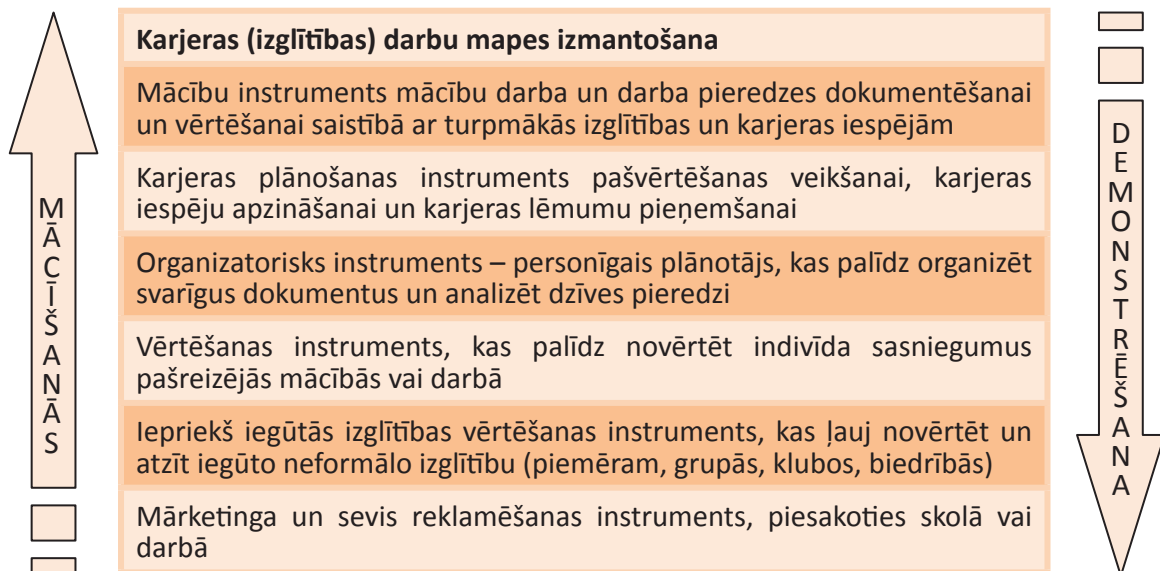 Karjeras (izglītības) darbu mapes izmantošana
Mācību instruments mācību darba un darba pieredzes dokumentēšanai
un vērtēšanai saistībā ar turpmākās izglītības un karjeras iespējām
Karjeras plānošanas instruments pašvērtēšanas veikšanai, karjeras
iespēju apzināšanai un karjeras lēmumu pieņemšanai
Organizatorisks instruments – personīgais plānotājs, kas palīdz organizēt
svarīgus dokumentus un analizēt dzīves pieredzi
Vērtēšanas instruments, kas palīdz novērtēt indivīda sasniegumus
pašreizējās mācībās vai darbā
Iepriekš iegūtās izglītības vērtēšanas instruments, kas ļauj novērtēt un
atzīt iegūto neformālo izglītību (piemēram, grupās, klubos, biedrībās)
Mārketinga un sevis reklamēšanas instruments, piesakoties skolā vai
darbā
MĀCĪŠANĀS
DEMONSTRĒŠANA